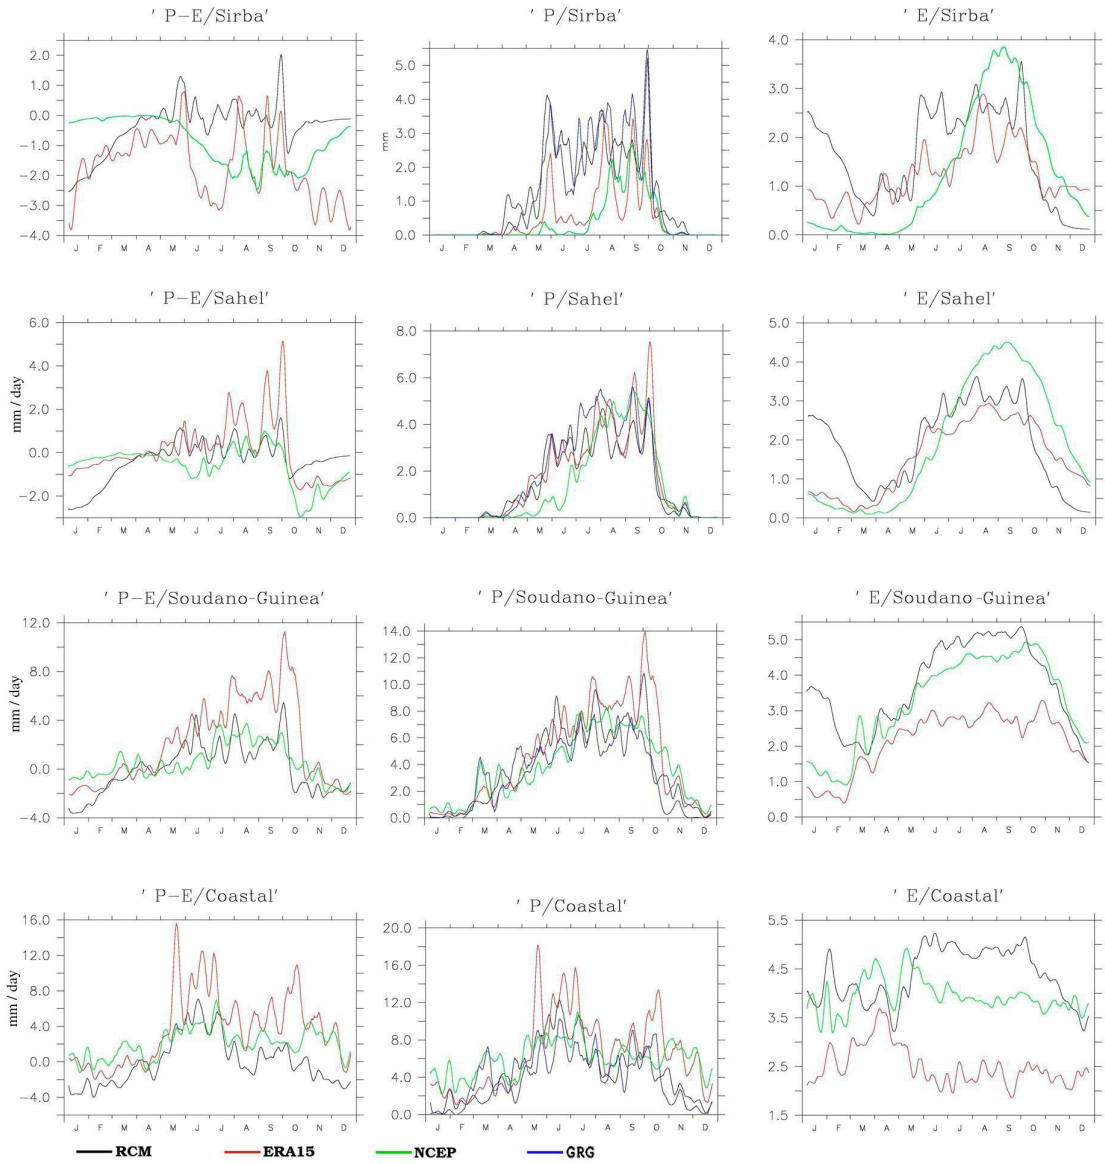 ' P−E/Sirba'
' P/Sirba'
' E/Sirba'
2.0
1.0
0.0
−1.0
−2.0
−3.0
−4.0
J F M A M J J A S O N D
5.0
4.0
3.0
2.0
1.0
0.0
mm
J F M A M J J A S O N D
4.0
3.0
2.0
1.0
0.0
J F M A M J J A S O N D
' P−E/Sahel'
' P/Sahel'
' E/Sahel'
mm / day
6.0
4.0
2.0
0.0
−2.0
J F M A M J J A S O N D
8.0
6.0
4.0
2.0
0.0
J F M A M J J A S O N D
5.0
4.0
3.0
2.0
1.0
0.0
J F M A M J J A S O N D
' P−E/Soudano-Guinea'
' P/Soudano-Guinea'
' E/Soudano-Guinea'
mm / day
12.0
8.0
4.0
0.0
−4.0
J F M A M J J A S O N D
14.0
12.0
10.0
8.0
6.0
4.0
2.0
0.0
J F M A M J J A S O N D
5.0
4.0
3.0
2.0
1.0
0.0
J F M A M J J A S O N D
' P−E/Coastal'
' P/Coastal'
' E/Coastal'
mm / day
16.0
12.0
8.0
4.0
0.0
−4.0
J F M A M J J A S O N D
20.0
16.0
12.0
8.0
4.0
0.0
J F M A M J J A S O N D
5.5
4.5
3.5
2.5
1.5
J F M A M J J A S O N D
RCM ERA15 NCEP GRG